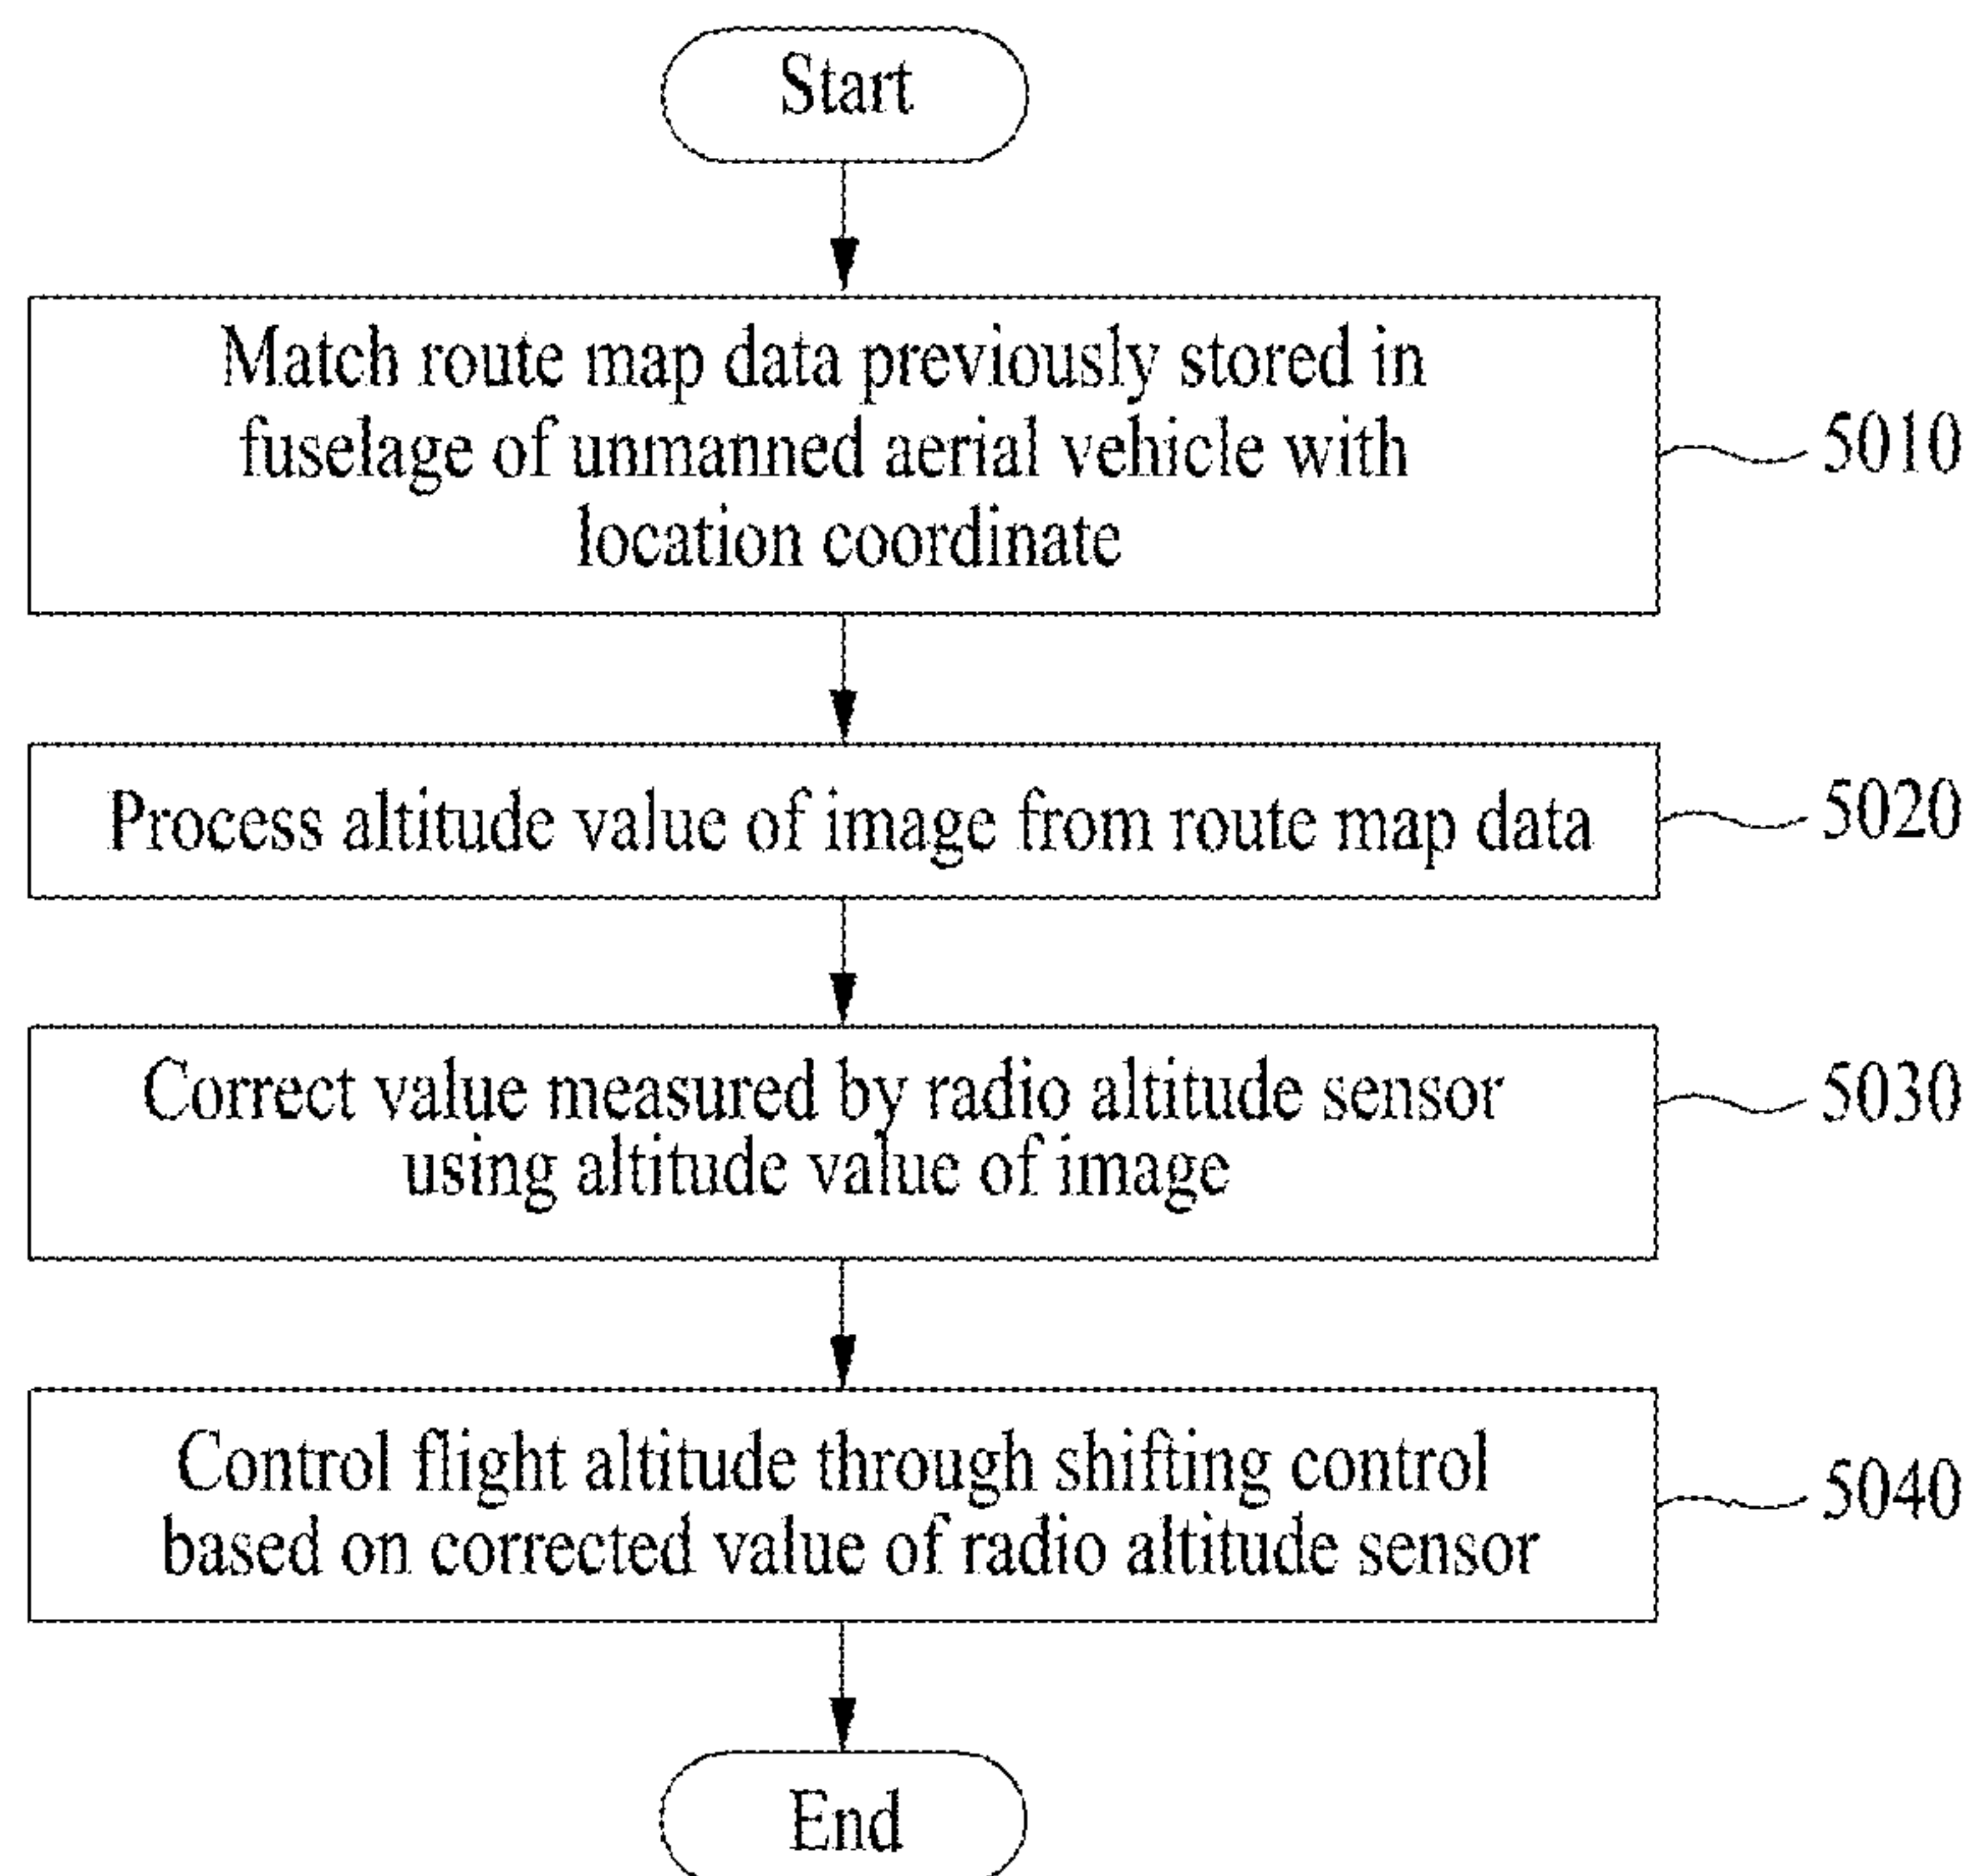 Start
Match route map data previously stored in
fuselage of unmanned aerial vehicle with
location coordinate
5010
Process altitude value of image from route map data
5020
Correct value measured by radio altitude sensor
using altitude value of image
5030
Control flight altitude through shifting control
based on corrected value of radio altitude sensor
5040
End